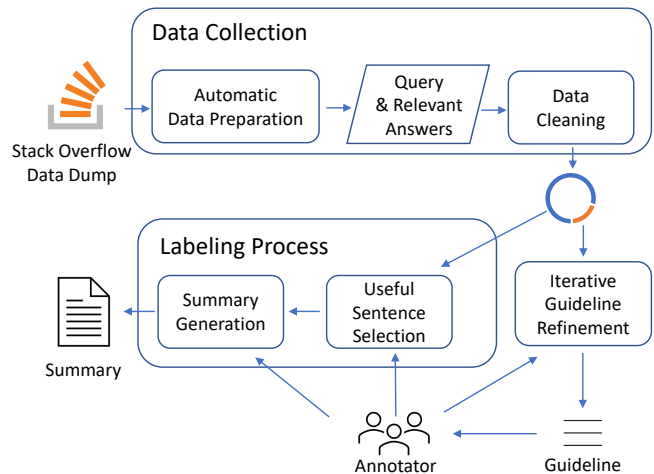 Data Collection
Automatic
Data Preparation
Query
& Relevant
Answers
Data
Cleaning
Stack Overflow
Data Dump
Labeling Process
Summary
Generation
Useful
Sentence
Selection
Iterative
Guideline
Refinement
Summary
Annotator
Guideline